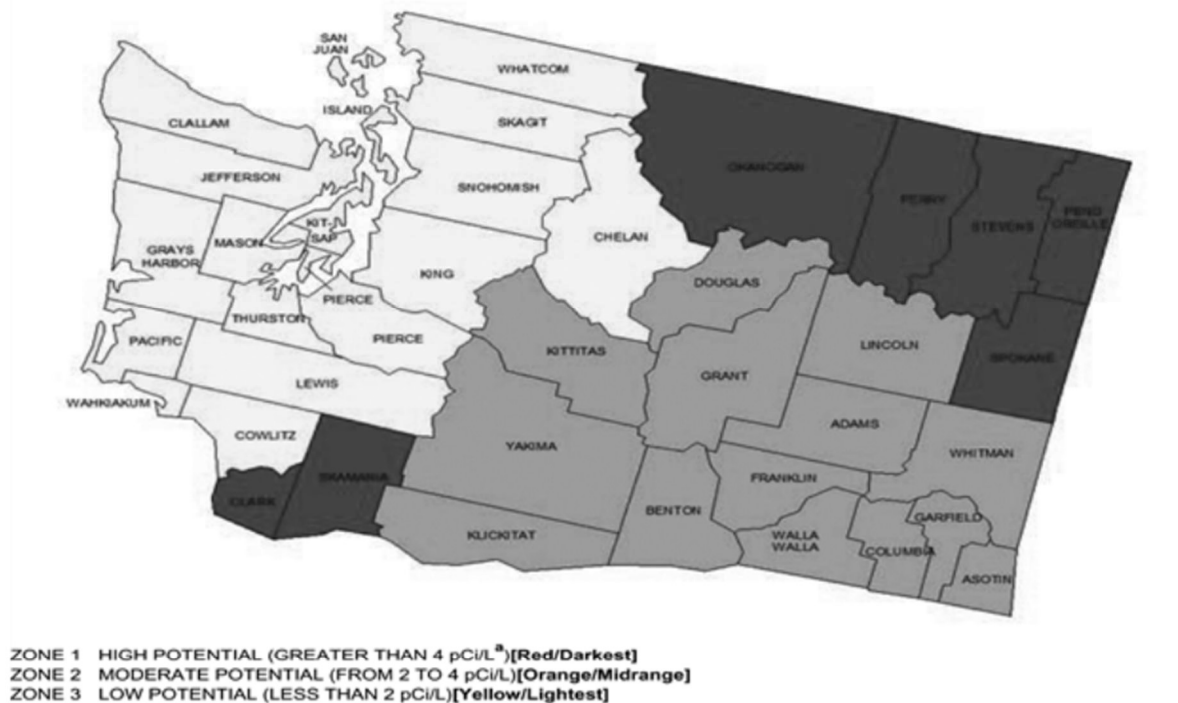 SAN
JUAN
WHATCOM
ISLAND
SKAGIT
CLALLAM
OKANOGAN
JEFFERSON
SNOHOMISH
FERRY
PEND
OREILLE
STEVENS
KIT-
SAP
MASON
CHELAN
GRAYS
HARBOR
KING
DOUGLAS
PIERCE
THURSTON
PIERCE
PACIFIC
KITTITAS
LINCOLN
SPOKANE
GRANT
LEWIS
WAHKIAKUM
ADAMS
COWLITZ
YAKIMA
WHITMAN
SKAMANIA
FRANKLIN
CLARK
BENTON
GARFIELD
KLICKITAT
WALLA
WALLA
COLUMBIA
ASOTIN
ZONE 1 HIGH POTENTIAL (GREATER THAN 4 pCi/Lª)[Red/Darkest]
ZONE 2 MODERATE POTENTIAL (FROM 2 TO 4 pCi/L)[Orange/Midrange]
ZONE 3 LOW POTENTIAL (LESS THAN 2 pCi/L)[Yellow/Lightest]